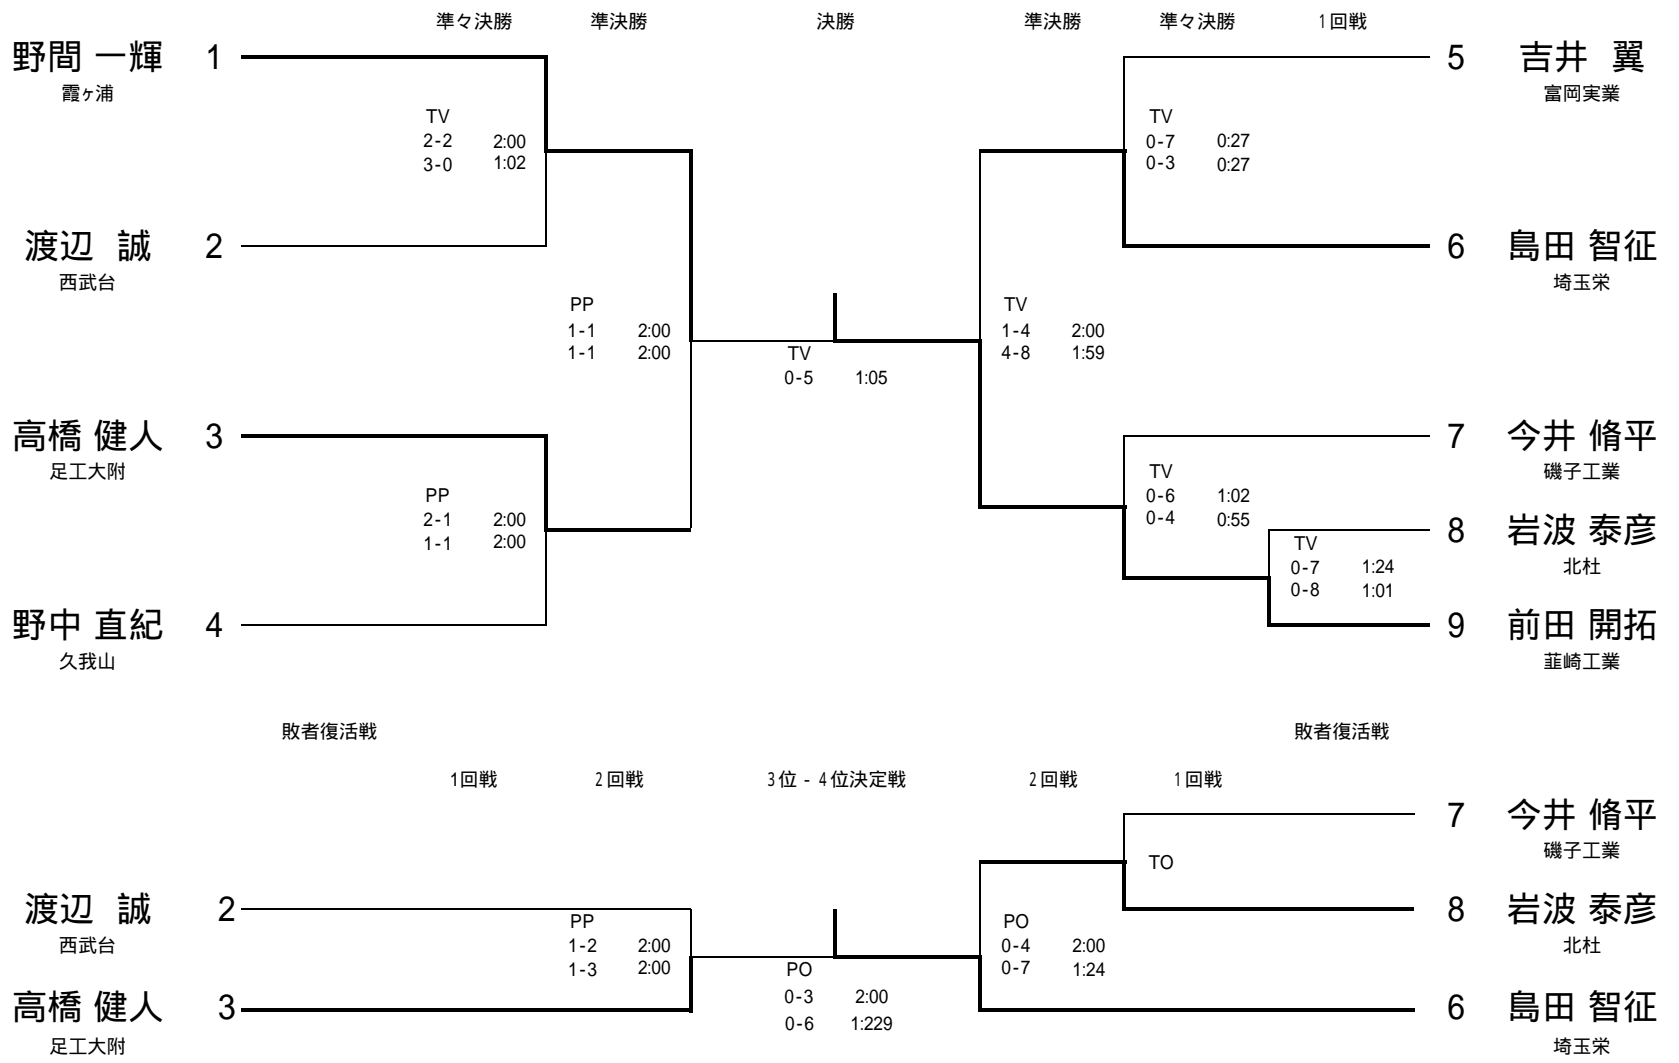 準々決勝 準決勝 決勝 準決勝 準々決勝 1回戦
野間 一輝 1 5 吉井 翼
霞ヶ浦 富岡実業
TV TV
2-2 2:00 0-7 0:27
3-0 1:02 0-3 0:27
渡辺 誠 2 6 島田 智征
西武台 埼玉栄
PP TV
1-1 2:00 1-4 2:00
1-1 2:00 4-8 1:59
TV
0-5 1:05
高橋 健人 3 7 今井 脩平
足工大附 磯子工業
PP TV
2-1 2:00 0-6 1:02
1-1 2:00 0-4 0:55
8 岩波 泰彦
北杜
TV
0-7 1:24
0-8 1:01
野中 直紀 4 9 前田 開拓
久我山 韮崎工業
敗者復活戦 敗者復活戦
1回戦 2回戦 3位 - 4位決定戦 2回戦 1回戦
7 今井 脩平
磯子工業
TO
渡辺 誠 2 8 岩波 泰彦
西武台 北杜
PP PO
1-2 2:00 0-4 2:00
1-3 2:00 0-7 1:24
PO
0-3 2:00
0-6 1:229
高橋 健人 3 6 島田 智征
足工大附 埼玉栄